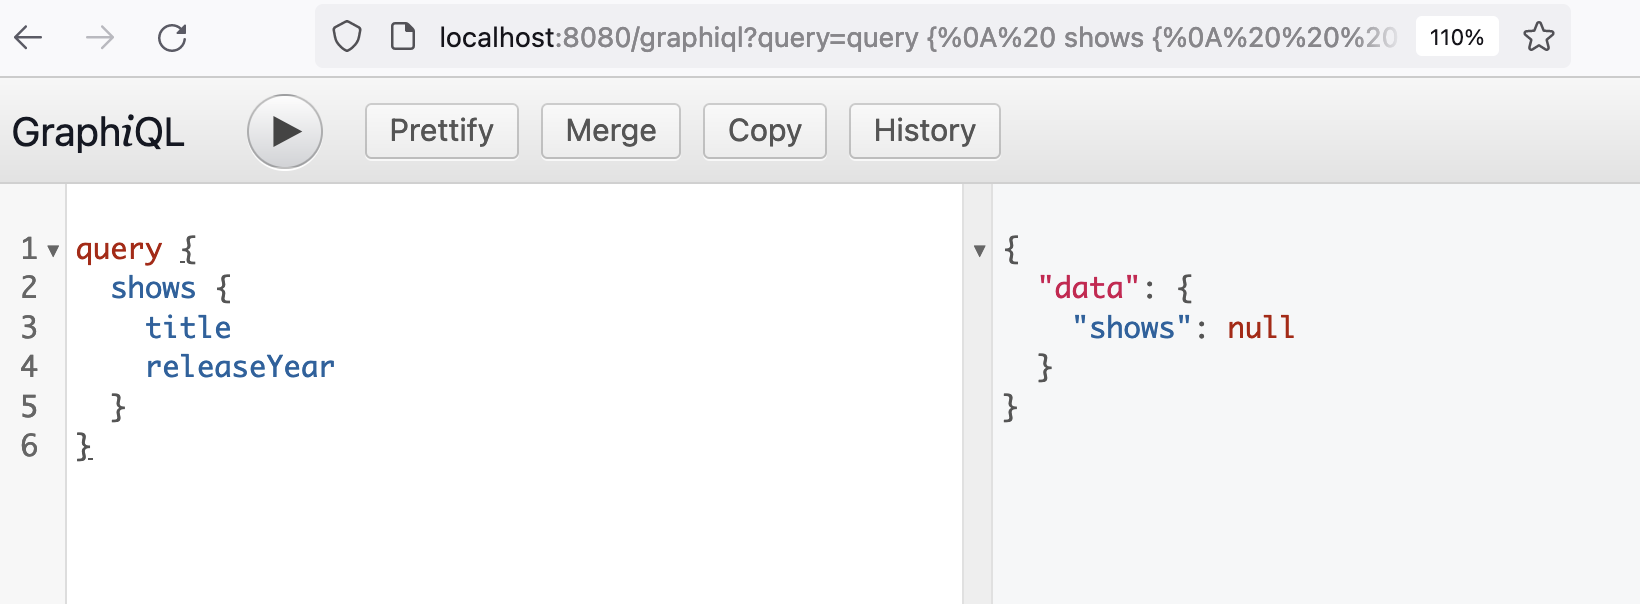 localhost:8080/graphiql?query=query {%0A%20 shows {%0A%20%20%20 110%
GraphiQL Prettify Merge Copy History
1 query {
2 shows {
3 title
4 releaseYear
5 }
6 }
{
"data": {
"shows": null
}
}